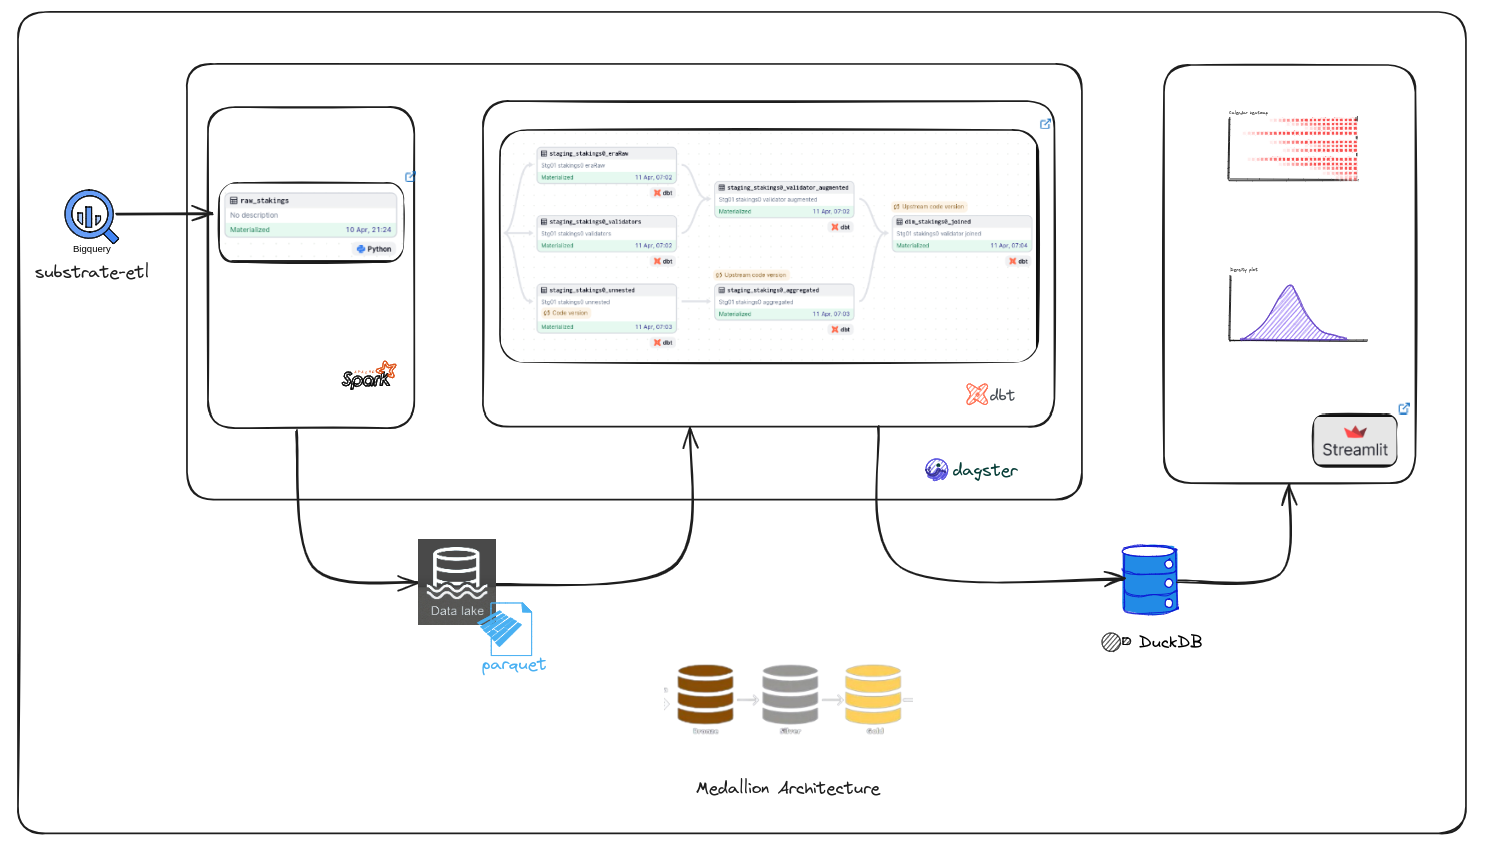 Bigquery
substrate-etl
raw_stakings
No description
Materialized 10 Apr, 21:24
Python
APACHE
Spark
staging_stakings0_eraRaw
Stg01 stakings0 eraRaw
Materialized 11 Apr, 07:02
dbt
staging_stakings0_validators
Stg01 stakings0 validators
Materialized 11 Apr, 07:02
dbt
staging_stakings0_unnested
Stg01 stakings0 unnested
Code version
Materialized 11 Apr, 07:03
dbt
staging_stakings0_validator_augmented
Stg01 stakings0 validator augmented
Materialized 11 Apr, 07:02
dbt
Upstream code version
staging_stakings0_aggregated
Stg01 stakings0 aggregated
Materialized 11 Apr, 07:03
dbt
Upstream code version
dim_stakings0_joined
Stg01 stakings0 validator joined
Materialized 11 Apr, 07:04
dbt
dbt
dagster
Calendar heatmap
Density plot
Streamlit
Data lake
parquet
DuckDB
Bronze
Silver
Gold
Medallion Architecture